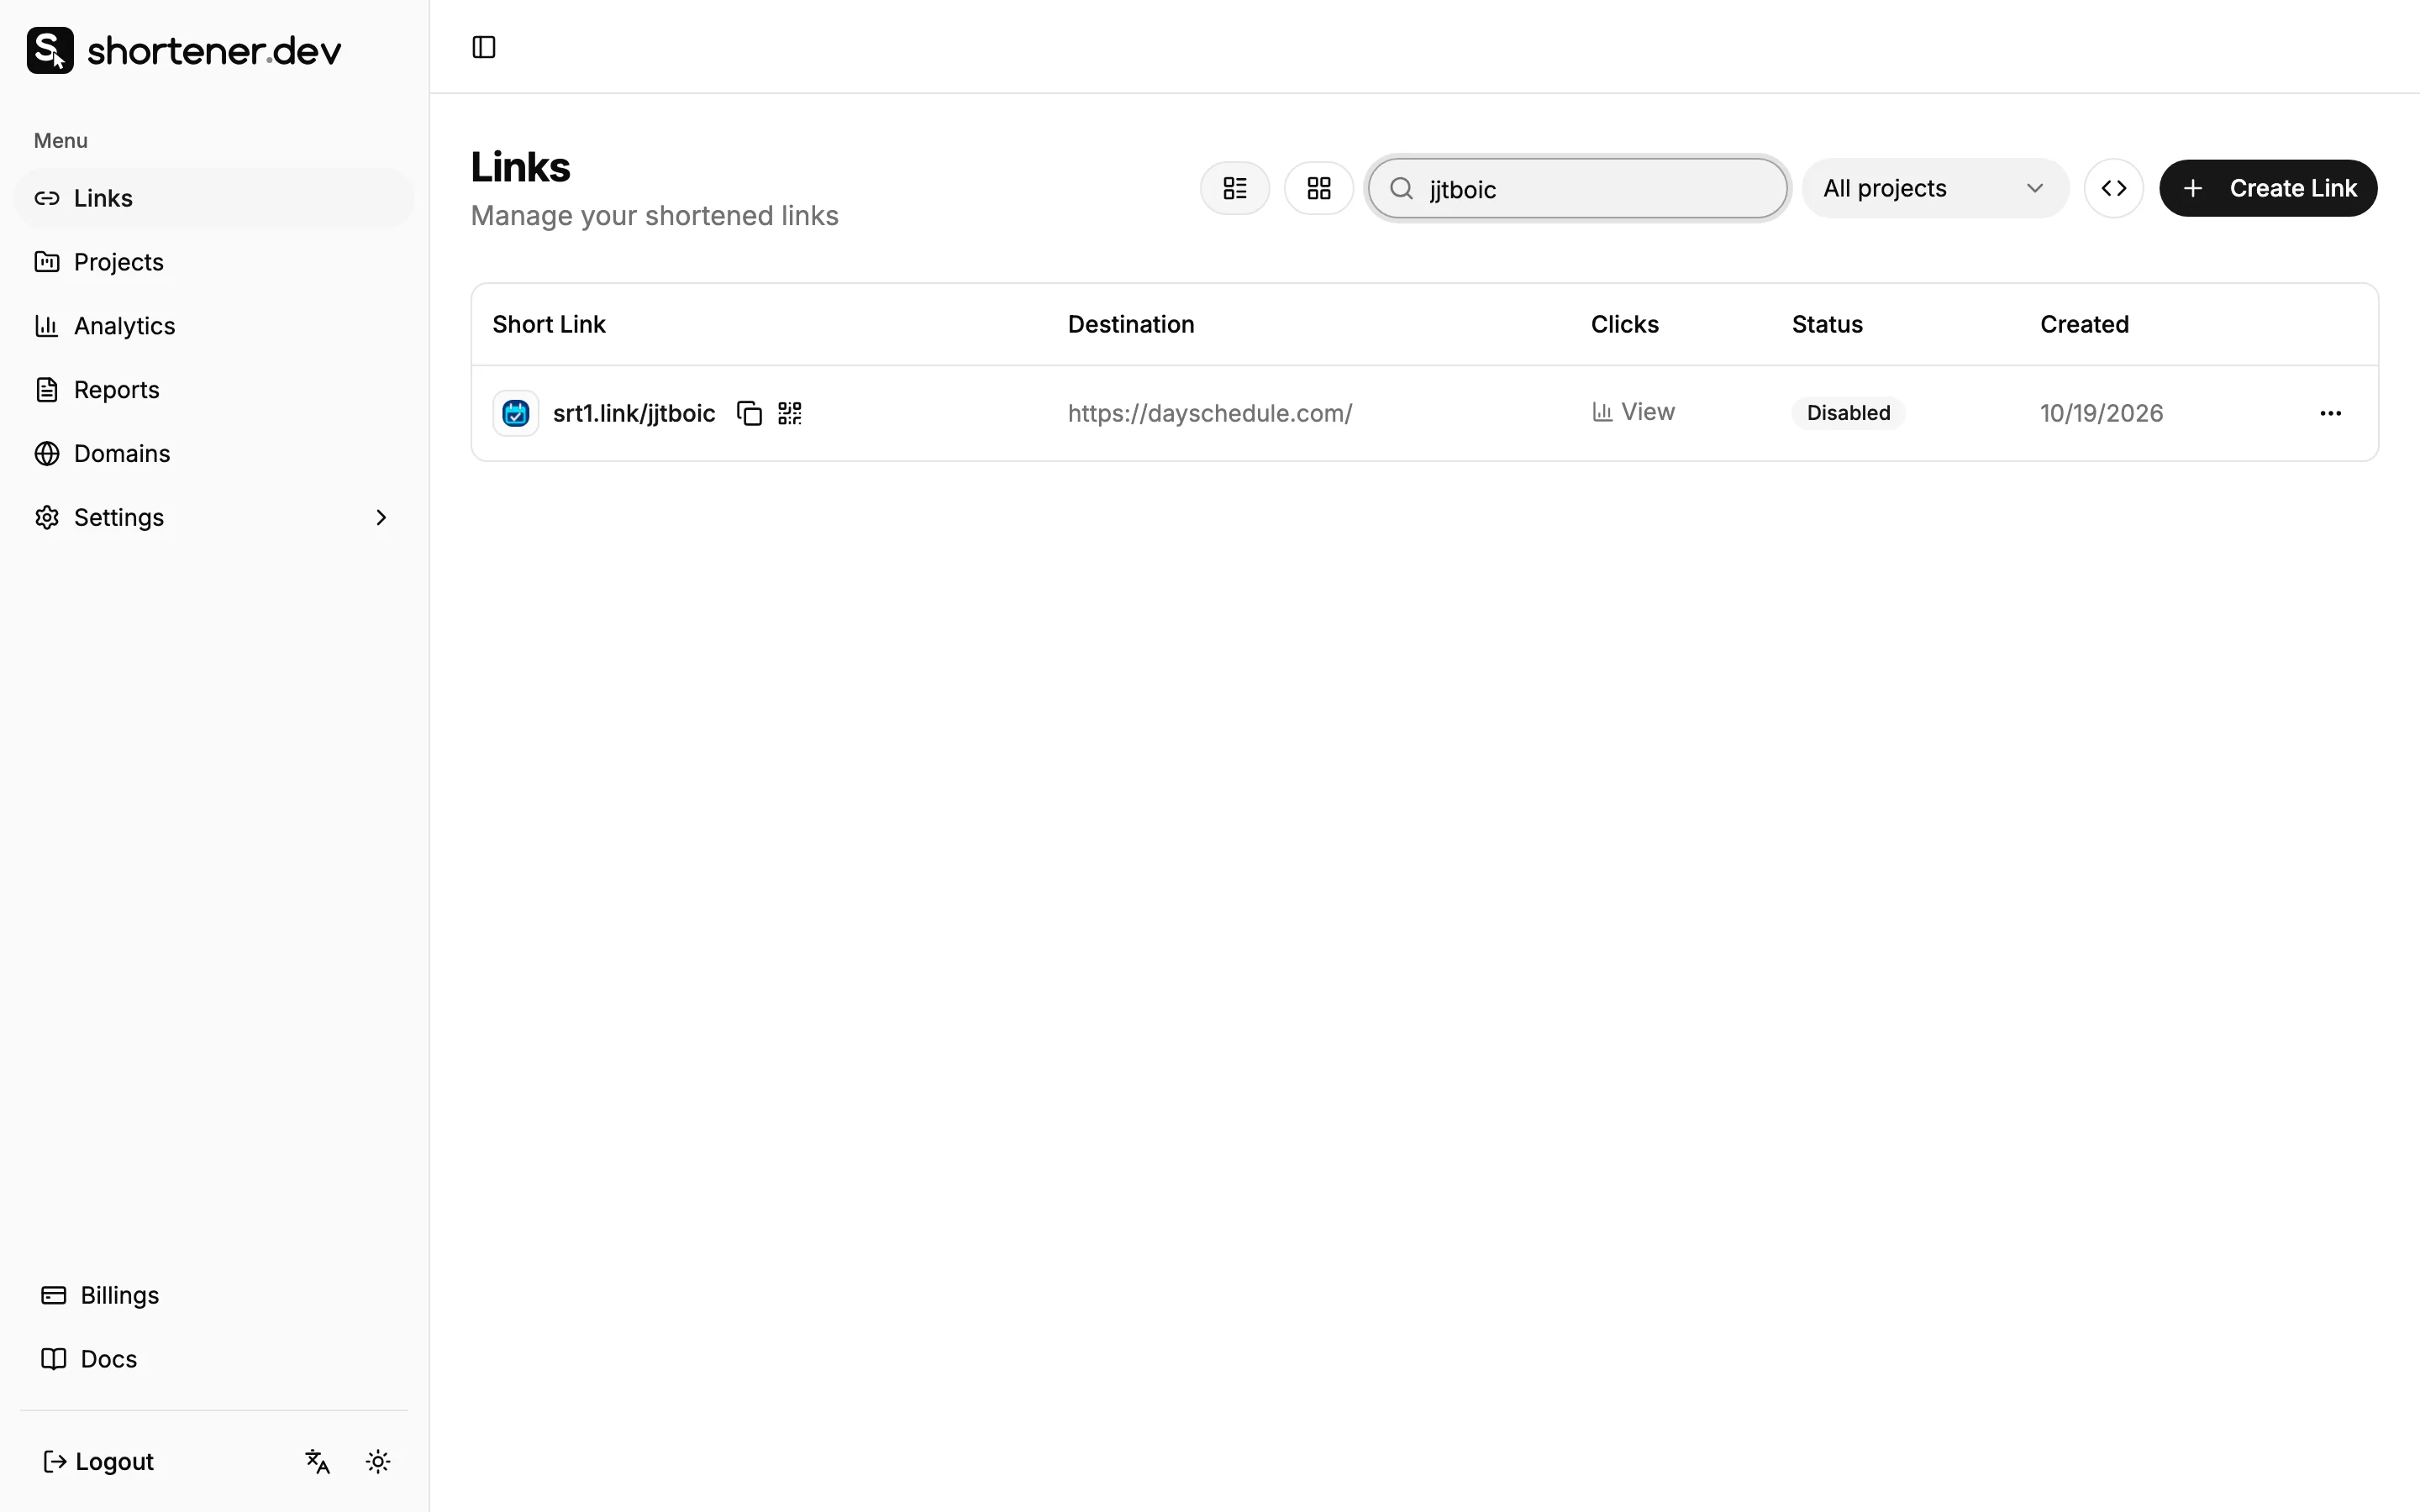 shortener.dev
Menu
Links
Projects
Analytics
Reports
Domains
Settings
Billings
Docs
Logout
Links
Manage your shortened links
jjtboic
All projects
Create Link
Short Link Destination Clicks Status Created
srt1.link/jjtboic https://dayschedule.com/ View Disabled 10/19/2026